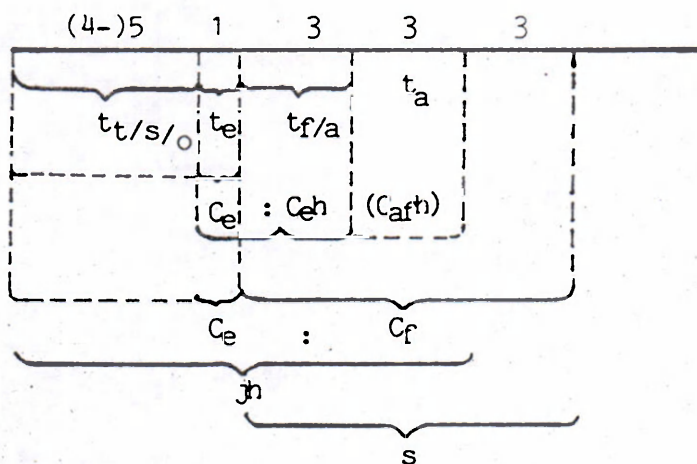 (4-)5 1 3 3 3
t_a
t_t/s/o t_e t_f/a
C_e : C_eh (C_afh)
C_e : C_f
jh
s